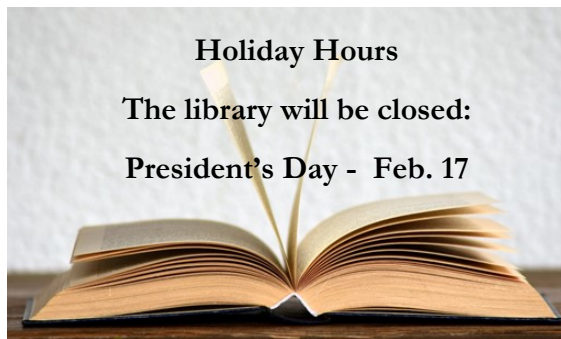 Holiday Hours
The library will be closed:
President’s Day - Feb. 17